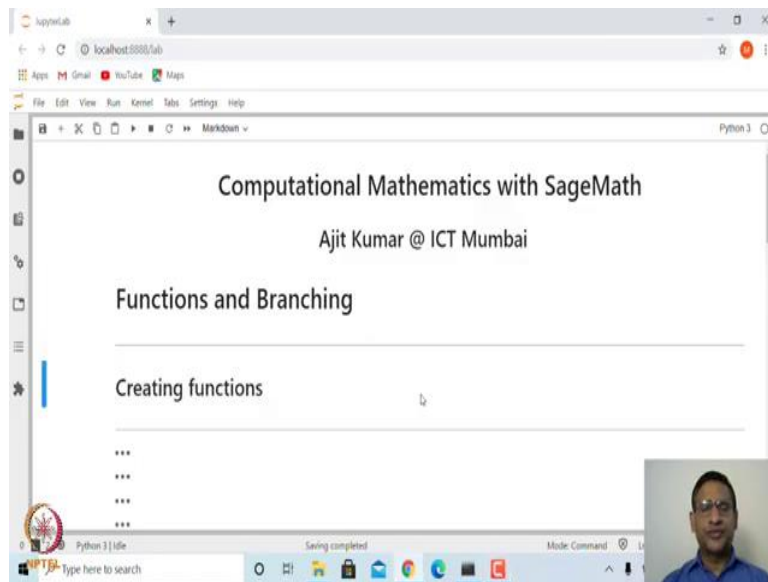 JupyterLab
localhost:8888/lab
Apps Gmail YouTube Maps
File Edit View Run Kernel Tabs Settings Help
Markdown Python 3
Computational Mathematics with SageMath
Ajit Kumar @ ICT Mumbai
Functions and Branching
Creating functions
Python 3 | Idle Saving completed Mode: Command
NPTEL Type here to search